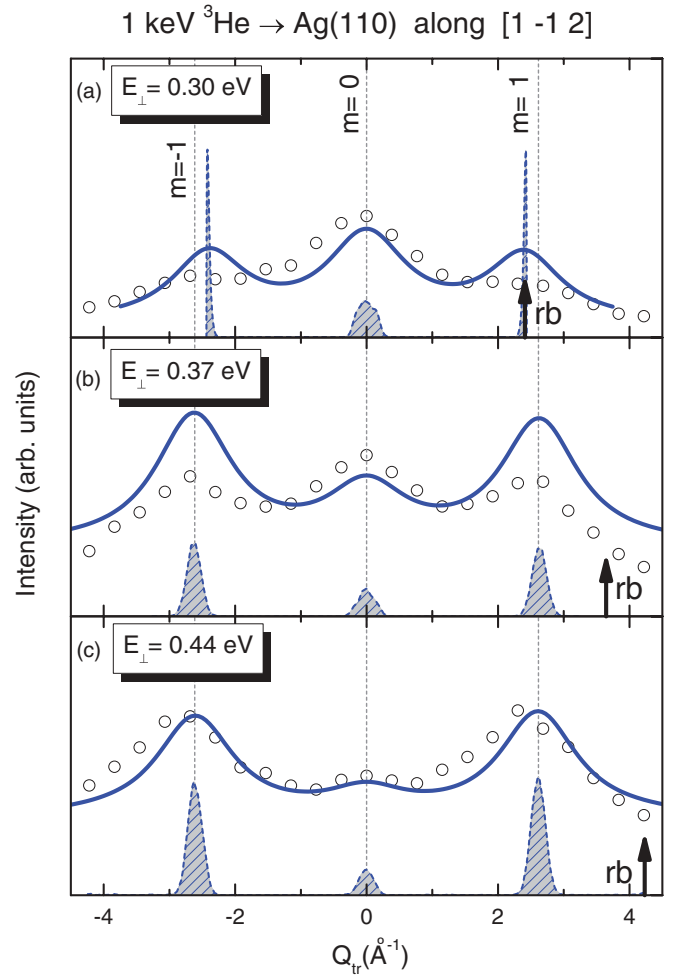 1 keV ³He → Ag(110) along [1 -1 2]
(a) E⊥= 0.30 eV
m=-1
m= 0
m= 1
rb
(b) E⊥= 0.37 eV
rb
(c) E⊥= 0.44 eV
rb
Intensity (arb. units)
-4 -2 0 2 4
Q_tr(Å⁻¹)